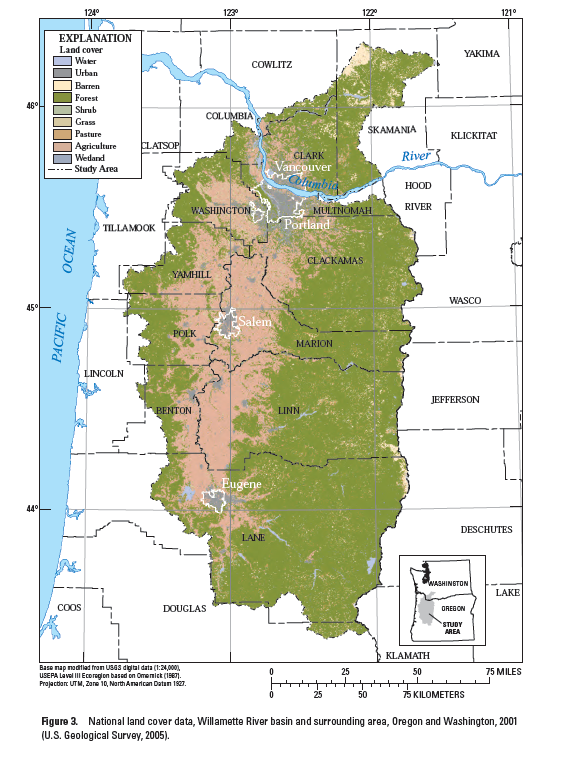 124°
123°
122°
121°
EXPLANATION
Land cover
Water
Urban
Barren
Forest
Shrub
Grass
Pasture
Agriculture
Wedland
Study Area
COWLITZ
YAKIMA
46°
COLUMBIA
SKAMANIA
KLICKITAT
CLATSOP
CLARK
Vancouver
River
Columbia
HOOD
RIVER
WASHINGTON
MULTNOMAH
Portland
TILLAMOOK
PACIFIC OCEAN
CLACKAMAS
YAMHILL
WASCO
45°
Salem
POLK
MARION
LINCOLN
JEFFERSON
BENTON
LINN
Eugene
44°
DESCHUTES
LANE
WASHINGTON
OREGON
STUDY
AREA
LAKE
COOS
DOUGLAS
KLAMATH
Base map modified from USGS digital data (1:24,000),
USEPA Level III Ecoregion based on Omernick (1987).
Projection: UTM, Zone 10, North American Datum 1927.
0 25 50 75 MILES
0 25 50 75 KILOMETERS
Figure 3. National land cover data, Willamette River basin and surrounding area, Oregon and Washington, 2001
(U.S. Geological Survey, 2005).